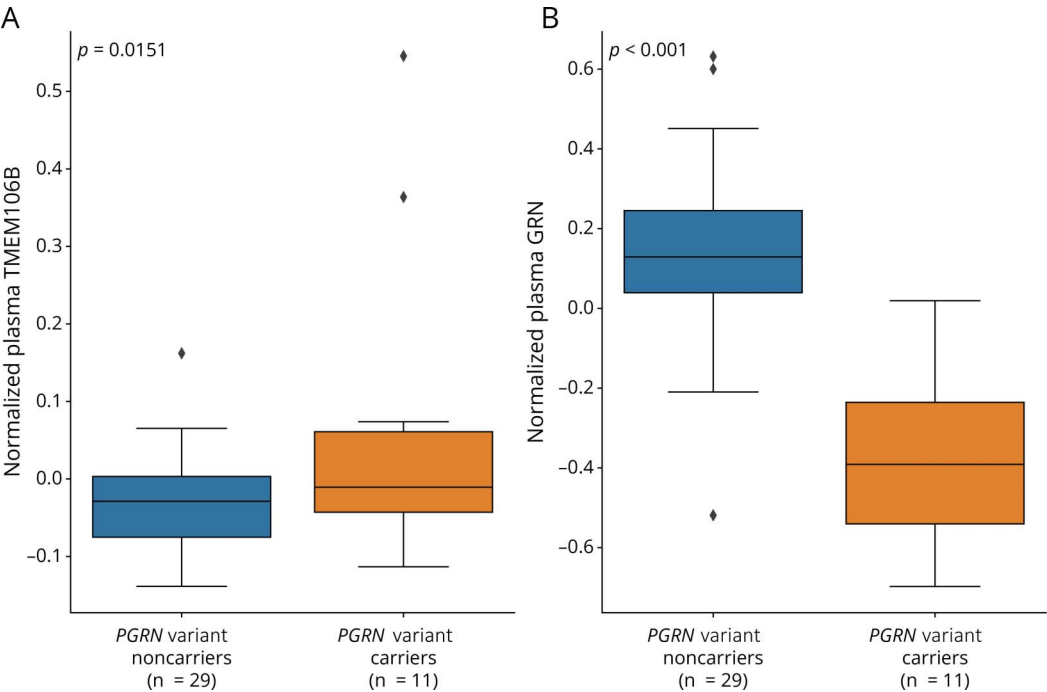 A
p = 0.0151
Normalized plasma TMEM106B
0.5
0.4
0.3
0.2
0.1
0.0
–0.1
PGRN variant
noncarriers
(n = 29)
PGRN variant
carriers
(n = 11)
B
p < 0.001
Normalized plasma GRN
0.6
0.4
0.2
0.0
–0.2
–0.4
–0.6
PGRN variant
noncarriers
(n = 29)
PGRN variant
carriers
(n = 11)